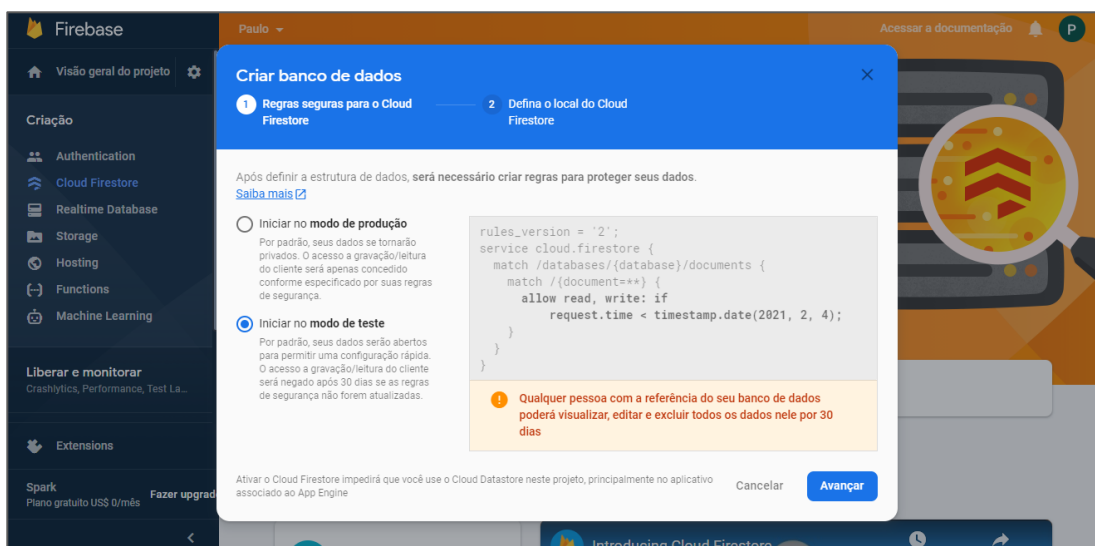 Firebase
Visão geral do projeto
Criação
Authentication
Cloud Firestore
Realtime Database
Storage
Hosting
Functions
Machine Learning
Liberar e monitorar
Crashlytics, Performance, Test La...
Extensions
Spark
Plano gratuito US$ 0/mês
Fazer upgrad
Paulo
Acessar a documentação
P
Criar banco de dados
1 Regras seguras para o Cloud
Firestore
2 Defina o local do Cloud
Firestore
Após definir a estrutura de dados, será necessário criar regras para proteger seus dados.
Saiba mais
Iniciar no modo de produção
Por padrão, seus dados se tornarão
privados. O acesso a gravação/leitura
do cliente será apenas concedido
conforme especificado por suas regras
de segurança.
Iniciar no modo de teste
Por padrão, seus dados serão abertos
para permitir uma configuração rápida.
O acesso a gravação/leitura do cliente
será negado após 30 dias se as regras
de segurança não forem atualizadas.
rules_version = '2';
service cloud.firestore {
match /databases/{database}/documents {
match /{document=**} {
allow read, write: if
request.time < timestamp.date(2021, 2, 4);
}
}
}
Qualquer pessoa com a referência do seu banco de dados
poderá visualizar, editar e excluir todos os dados nele por 30
dias
Ativar o Cloud Firestore impedirá que você use o Cloud Datastore neste projeto, principalmente no aplicativo
associado ao App Engine
Cancelar
Avançar
Introducing Cloud Firestore